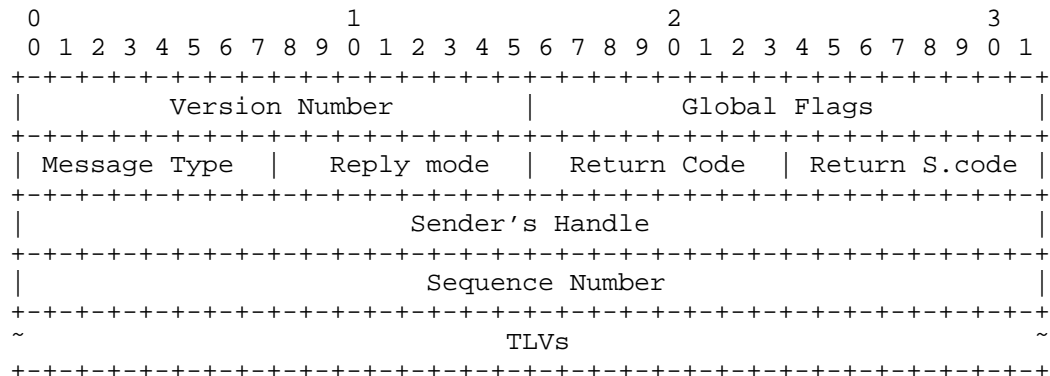 0                   1                   2                   3
 0 1 2 3 4 5 6 7 8 9 0 1 2 3 4 5 6 7 8 9 0 1 2 3 4 5 6 7 8 9 0 1
+-+-+-+-+-+-+-+-+-+-+-+-+-+-+-+-+-+-+-+-+-+-+-+-+-+-+-+-+-+-+-+-+
|         Version Number        |         Global Flags          |
+-+-+-+-+-+-+-+-+-+-+-+-+-+-+-+-+-+-+-+-+-+-+-+-+-+-+-+-+-+-+-+-+
| Message Type  |   Reply mode  |  Return Code  | Return S.code |
+-+-+-+-+-+-+-+-+-+-+-+-+-+-+-+-+-+-+-+-+-+-+-+-+-+-+-+-+-+-+-+-+
|                        Sender’s Handle                        |
+-+-+-+-+-+-+-+-+-+-+-+-+-+-+-+-+-+-+-+-+-+-+-+-+-+-+-+-+-+-+-+-+
|                         Sequence Number                       |
+-+-+-+-+-+-+-+-+-+-+-+-+-+-+-+-+-+-+-+-+-+-+-+-+-+-+-+-+-+-+-+-+
~                              TLVs                             ~
+-+-+-+-+-+-+-+-+-+-+-+-+-+-+-+-+-+-+-+-+-+-+-+-+-+-+-+-+-+-+-+-+